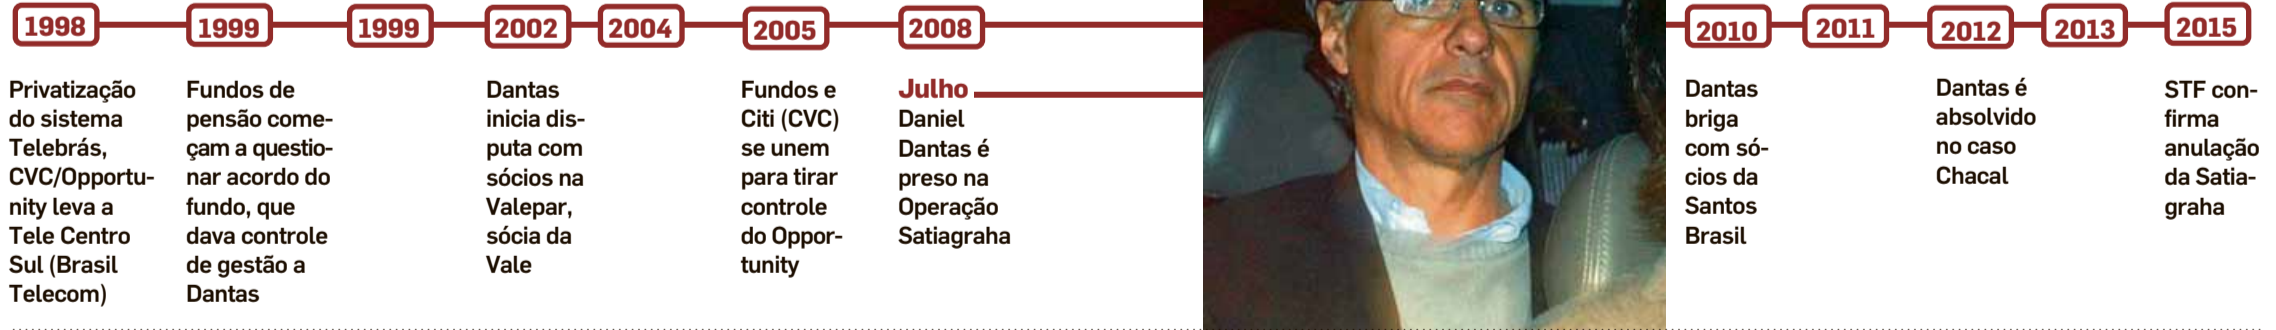 1998
1999
1999
2002
2004
2005
2008
2010
2011
2012
2013
2015
Privatização
do sistema
Telebrás,
CVC/Opportu-
nity leva a
Tele Centro
Sul (Brasil
Telecom)
Fundos de
pensão come-
çam a questio-
nar acordo do
fundo, que
dava controle
de gestão a
Dantas
Dantas
inicia dis-
puta com
sócios na
Valepar,
sócia da
Vale
Fundos e
Citi (CVC)
se unem
para tirar
controle
do Oppor-
tunity
Julho
Daniel
Dantas é
preso na
Operação
Satiagraha
Dantas
briga
com só-
cios da
Santos
Brasil
Dantas é
absolvido
no caso
Chacal
STF con-
firma
anulação
da Satia-
graha